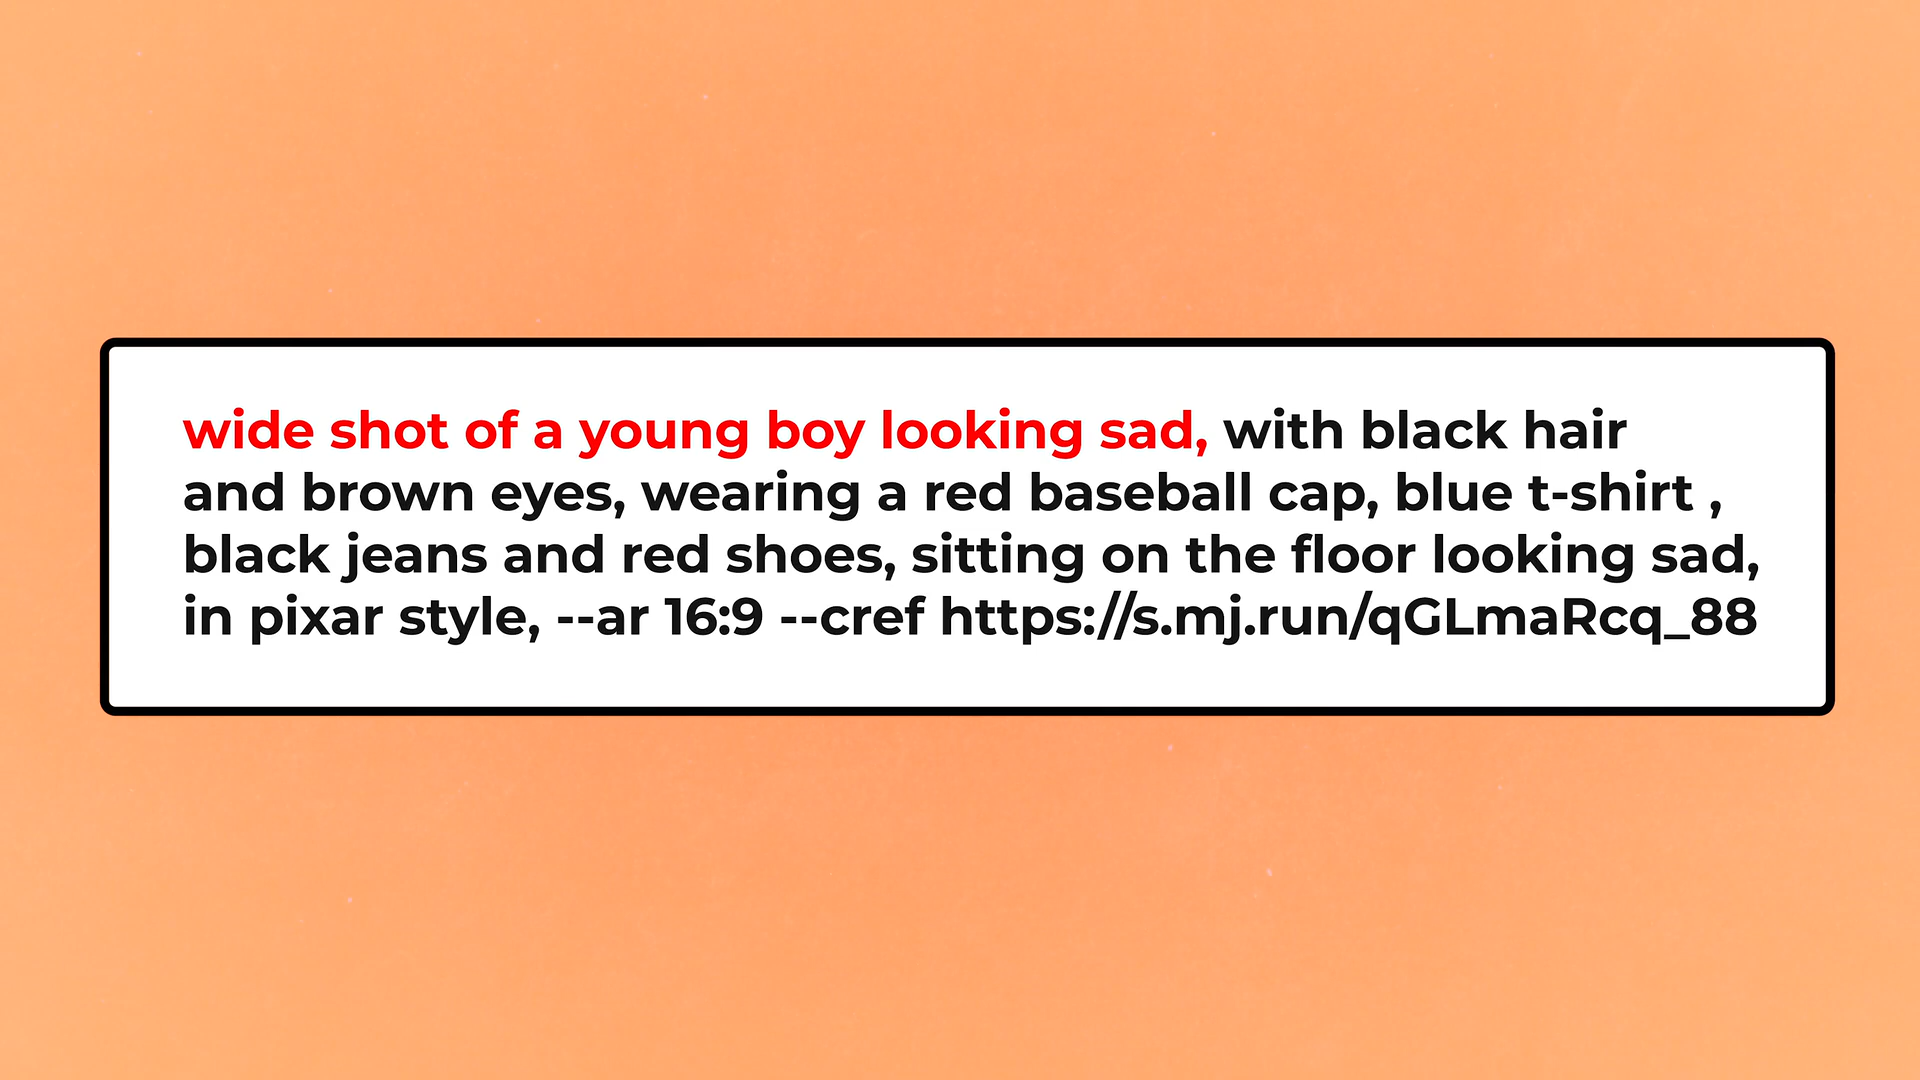 wide shot of a young boy looking sad, with black hair
and brown eyes, wearing a red baseball cap, blue t-shirt ,
black jeans and red shoes, sitting on the floor looking sad,
in pixar style, --ar 16:9 --cref https://s.mj.run/qGLmaRcq_88